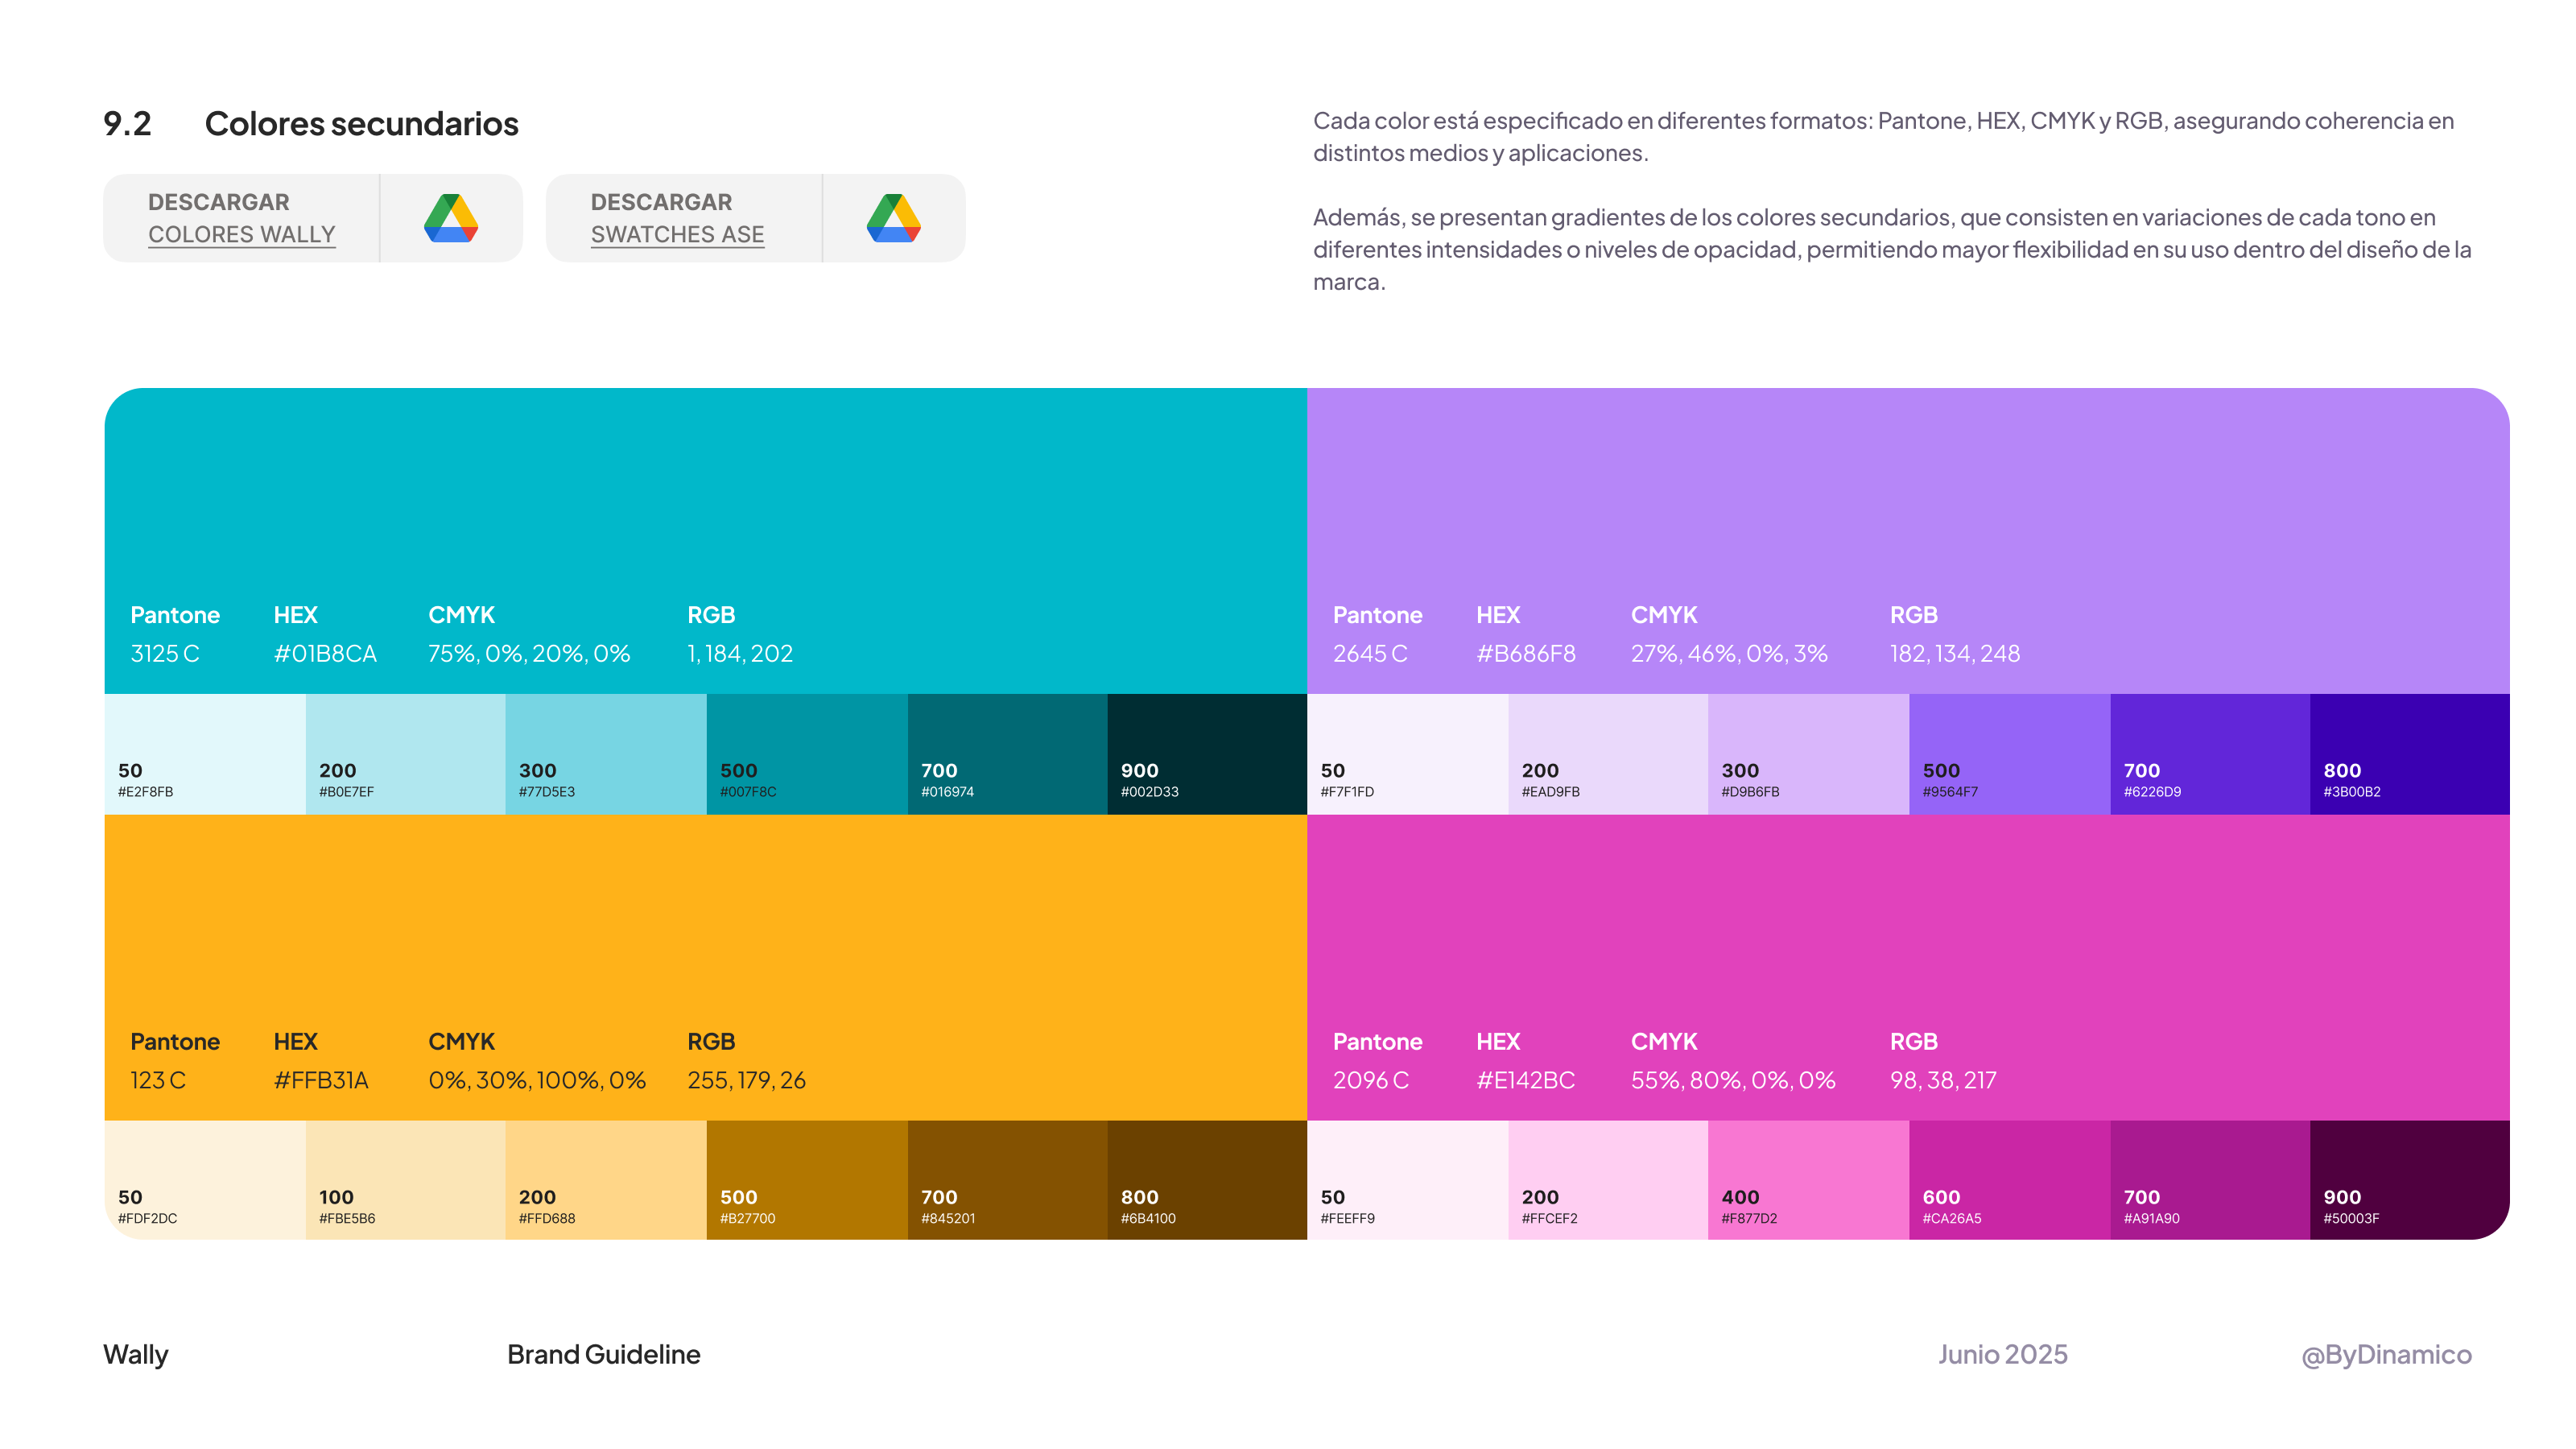 9.2 Colores secundarios
DESCARGAR
COLORES WALLY
DESCARGAR
SWATCHES ASE
Cada color está especificado en diferentes formatos: Pantone, HEX, CMYK y RGB, asegurando coherencia en
distintos medios y aplicaciones.
Además, se presentan gradientes de los colores secundarios, que consisten en variaciones de cada tono en
diferentes intensidades o niveles de opacidad, permitiendo mayor flexibilidad en su uso dentro del diseño de la
marca.
Pantone HEX CMYK RGB
3125 C #01B8CA 75%, 0%, 20%, 0% 1, 184, 202
50 200 300 500 700 900
#E2F8FB #B0E7EF #77D5E3 #007F8C #016974 #002D33
Pantone HEX CMYK RGB
2645 C #B686F8 27%, 46%, 0%, 3% 182, 134, 248
50 200 300 500 700 800
#F7F1FD #EAD9FB #D9B6FB #9564F7 #6226D9 #3B00B2
Pantone HEX CMYK RGB
123 C #FFB31A 0%, 30%, 100%, 0% 255, 179, 26
50 100 200 500 700 800
#FDF2DC #FBE5B6 #FFD688 #B27700 #845201 #6B4100
Pantone HEX CMYK RGB
2096 C #E142BC 55%, 80%, 0%, 0% 98, 38, 217
50 200 400 600 700 900
#FEEFF9 #FFCEF2 #F877D2 #CA26A5 #A91A90 #50003F
Wally Brand Guideline Junio 2025 @ByDinamico